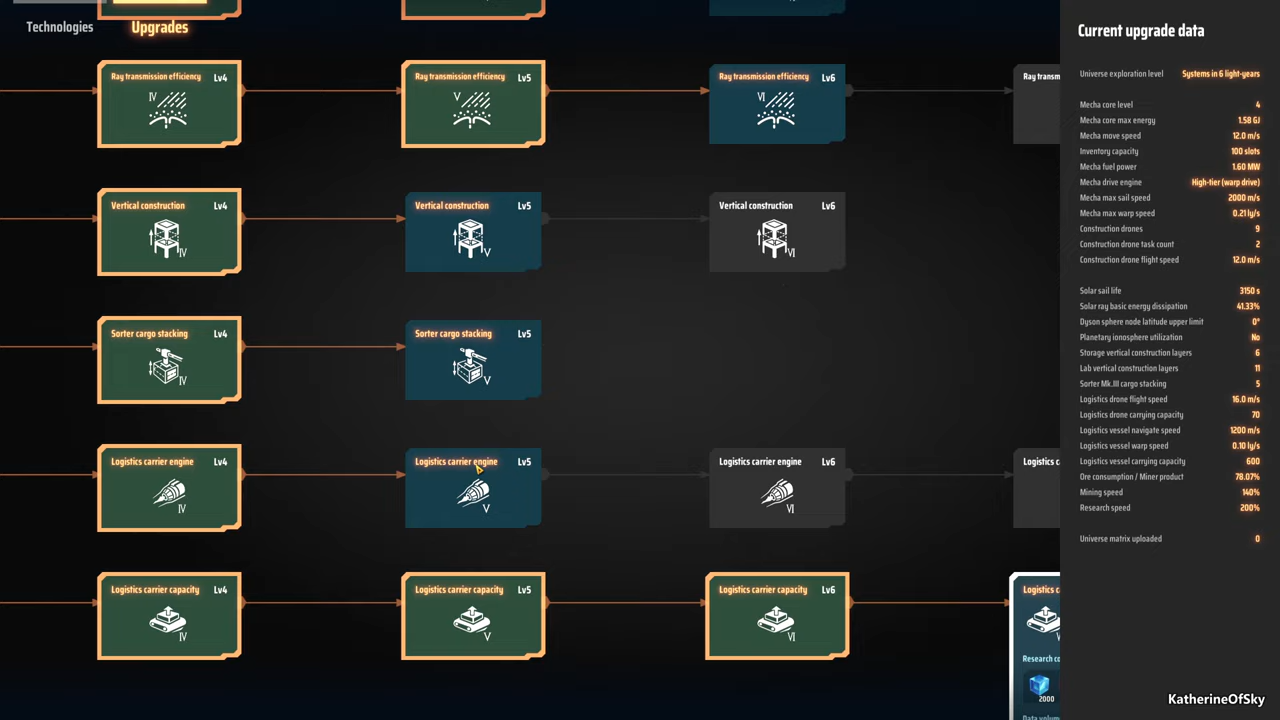 Technologies
Upgrades
Ray transmission efficiency Lv4
IV
Ray transmission efficiency Lv5
V
Ray transmission efficiency Lv6
VI
Ray transm
Vertical construction Lv4
IV
Vertical construction Lv5
V
Vertical construction Lv6
VI
Sorter cargo stacking Lv4
IV
Sorter cargo stacking Lv5
V
Logistics carrier engine Lv4
IV
Logistics carrier engine Lv5
V
Logistics carrier engine Lv6
VI
Logistics c
Logistics carrier capacity Lv4
IV
Logistics carrier capacity Lv5
V
Logistics carrier capacity Lv6
VI
Logistics c
Research co
2000
Data volum
Current upgrade data
Universe exploration level Systems in 6 light-years
Mecha core level 4
Mecha core max energy 1.58 GJ
Mecha move speed 12.0 m/s
Inventory capacity 100 slots
Mecha fuel power 1.60 MW
Mecha drive engine High-tier (warp drive)
Mecha max sail speed 2000 m/s
Mecha max warp speed 0.21 ly/s
Construction drones 9
Construction drone task count 2
Construction drone flight speed 12.0 m/s
Solar sail life 3150 s
Solar ray basic energy dissipation 41.33%
Dyson sphere node latitude upper limit 0°
Planetary ionosphere utilization No
Storage vertical construction layers 6
Lab vertical construction layers 11
Sorter Mk.III cargo stacking 5
Logistics drone flight speed 16.0 m/s
Logistics drone carrying capacity 70
Logistics vessel navigate speed 1200 m/s
Logistics vessel warp speed 0.10 ly/s
Logistics vessel carrying capacity 600
Ore consumption / Miner product 78.07%
Mining speed 140%
Research speed 200%
Universe matrix uploaded 0
KatherineOfSky